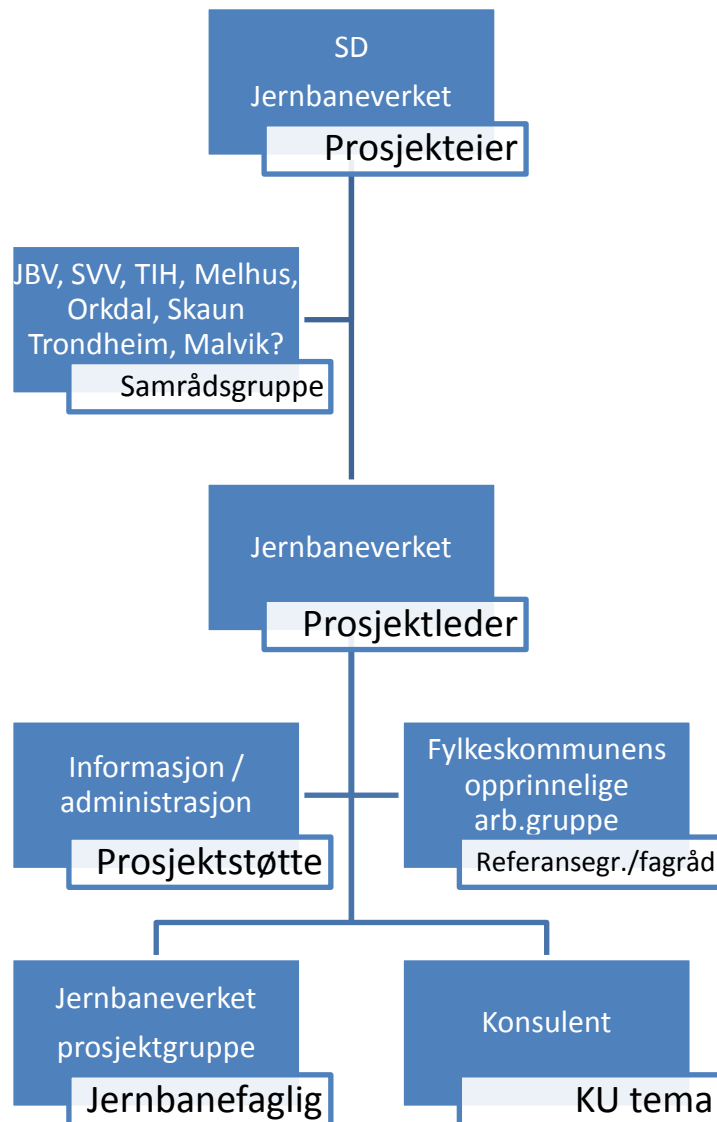 SD
Jernbaneverket
Prosjekteier
JBV, SVV, TIH, Melhus,
Orkdal, Skaun
Trondheim, Malvik?
Samrådsgruppe
Jernbaneverket
Prosjektleder
Informasjon /
administrasjon
Prosjektstøtte
Fylkeskommunens
opprinnelige
arb.gruppe
Referansegr./fagråd
Jernbaneverket
prosjektgruppe
Jernbanefaglig
Konsulent
KU tema